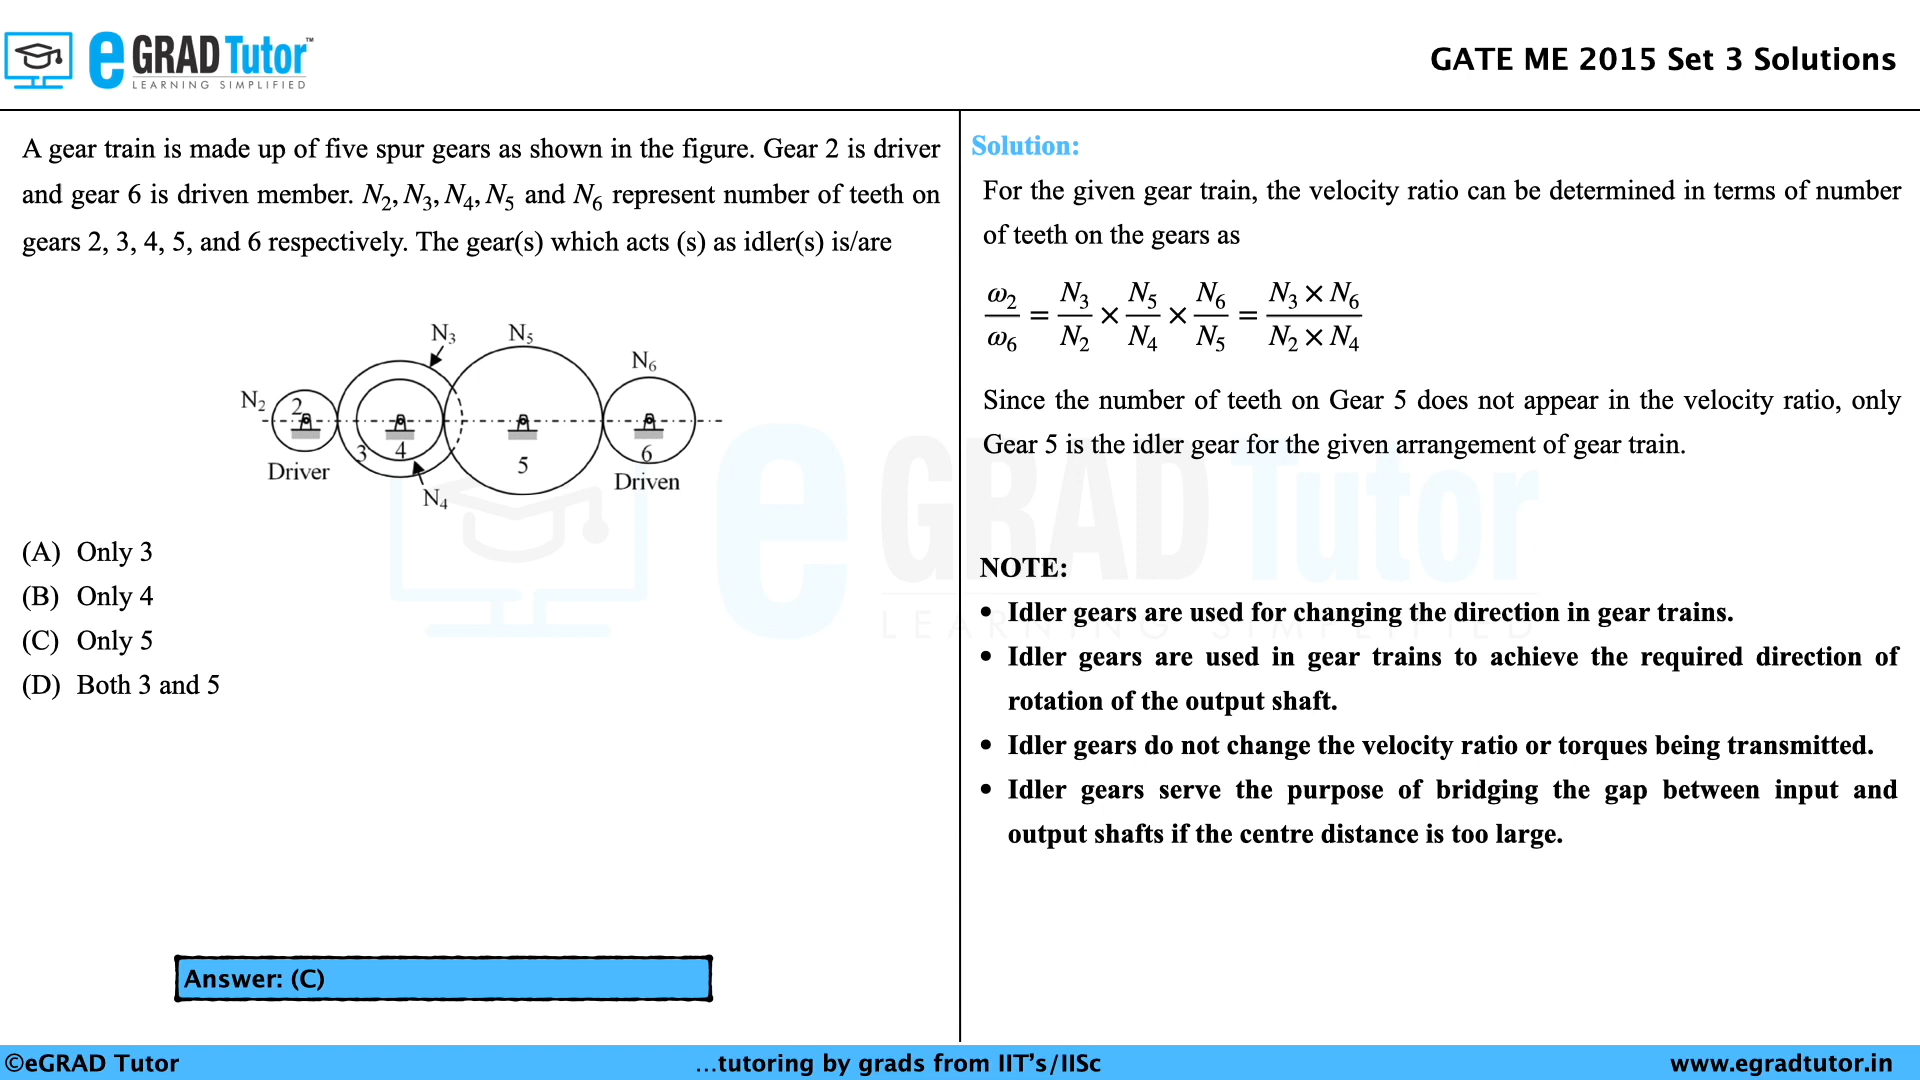 e GRAD Tutor™
LEARNING SIMPLIFIED
GATE ME 2015 Set 3 Solutions
A gear train is made up of five spur gears as shown in the figure. Gear 2 is driver
and gear 6 is driven member. N₂, N₃, N₄, N₅ and N₆ represent number of teeth on
gears 2, 3, 4, 5, and 6 respectively. The gear(s) which acts (s) as idler(s) is/are
N₃ N₅
N₆
N₂ 2
3 4 5 6
Driver
Driven
N₄
(A) Only 3
(B) Only 4
(C) Only 5
(D) Both 3 and 5
Answer: (C)
Solution:
For the given gear train, the velocity ratio can be determined in terms of number
of teeth on the gears as
ω₂/ω₆ = N₃/N₂ × N₅/N₄ × N₆/N₅ = (N₃ × N₆)/(N₂ × N₄)
Since the number of teeth on Gear 5 does not appear in the velocity ratio, only
Gear 5 is the idler gear for the given arrangement of gear train.
e GRAD Tutor
LEARNING SIMPLIFIED
NOTE:
• Idler gears are used for changing the direction in gear trains.
• Idler gears are used in gear trains to achieve the required direction of
rotation of the output shaft.
• Idler gears do not change the velocity ratio or torques being transmitted.
• Idler gears serve the purpose of bridging the gap between input and
output shafts if the centre distance is too large.
©eGRAD Tutor
...tutoring by grads from IIT's/IISc
www.egradtutor.in